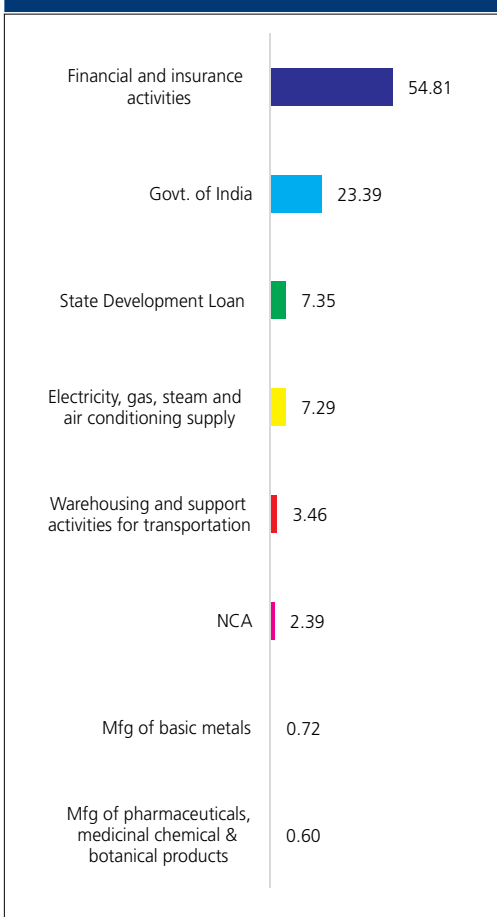 Financial and insurance
activities
54.81
Govt. of India
23.39
State Development Loan
7.35
Electricity, gas, steam and
air conditioning supply
7.29
Warehousing and support
activities for transportation
3.46
NCA
2.39
Mfg of basic metals
0.72
Mfg of pharmaceuticals,
medicinal chemical &
botanical products
0.60